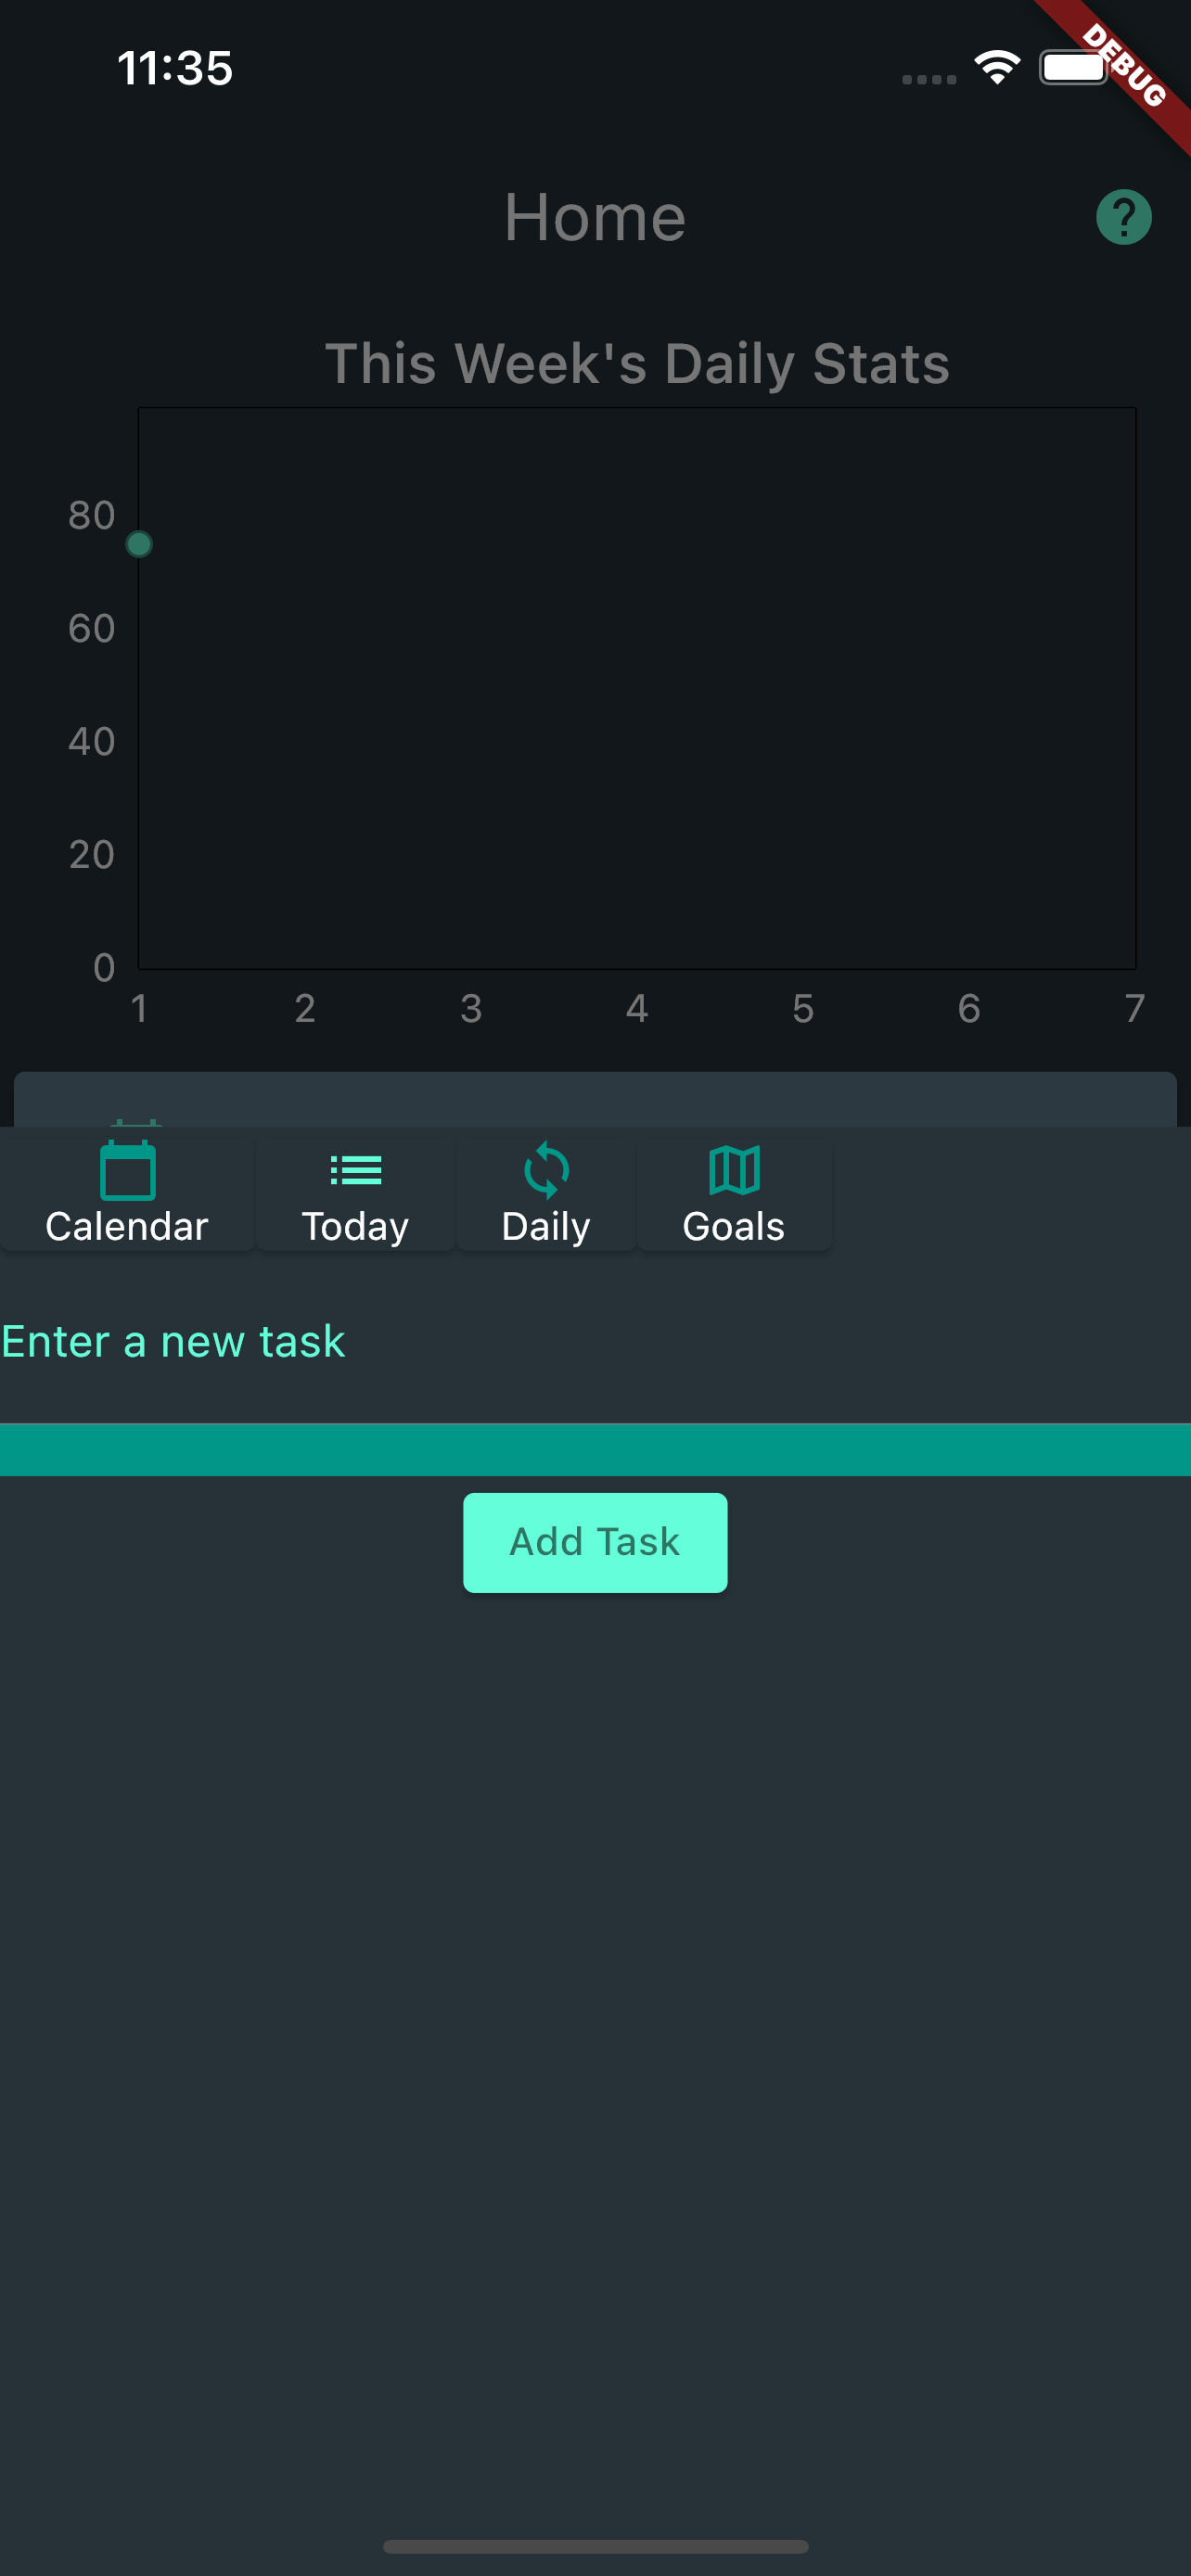 11:35
DEBUG
Home
?
This Week's Daily Stats
80
60
40
20
0
1 2 3 4 5 6 7
Calendar Today Daily Goals
Enter a new task
Add Task